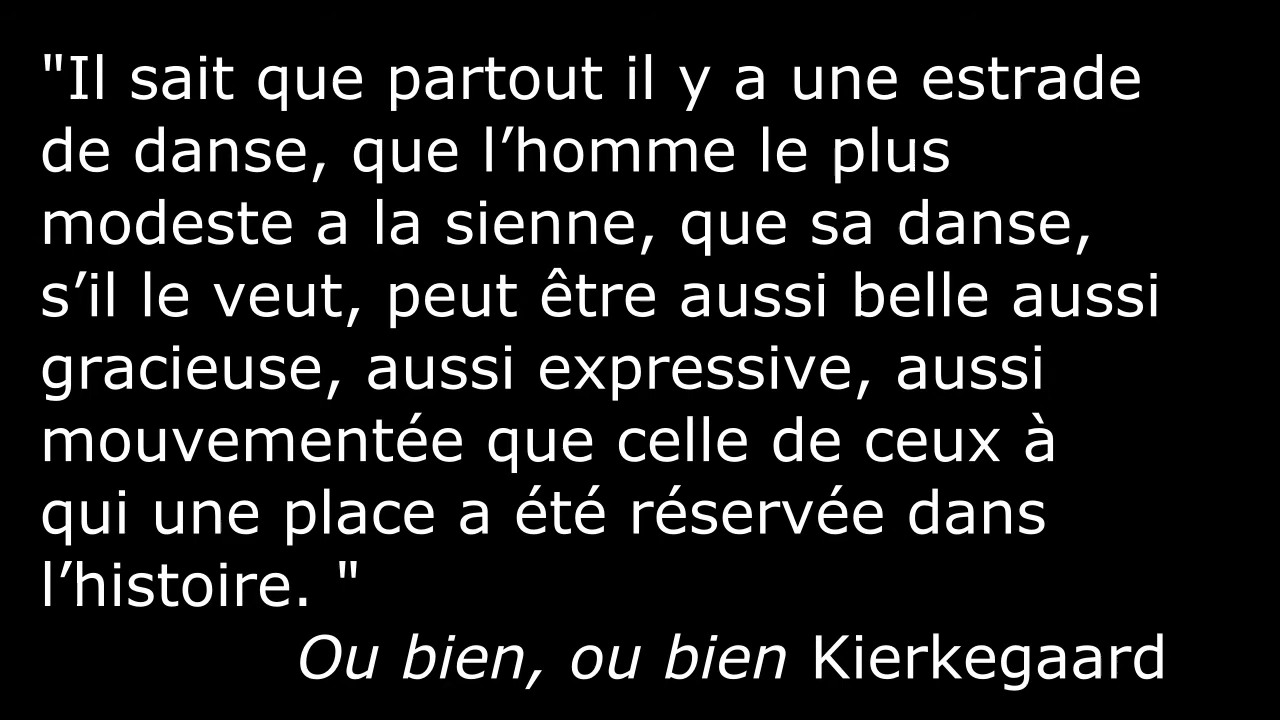 "Il sait que partout il y a une estrade
de danse, que l’homme le plus
modeste a la sienne, que sa danse,
s’il le veut, peut être aussi belle aussi
gracieuse, aussi expressive, aussi
mouvementée que celle de ceux à
qui une place a été réservée dans
l’histoire. "
Ou bien, ou bien Kierkegaard